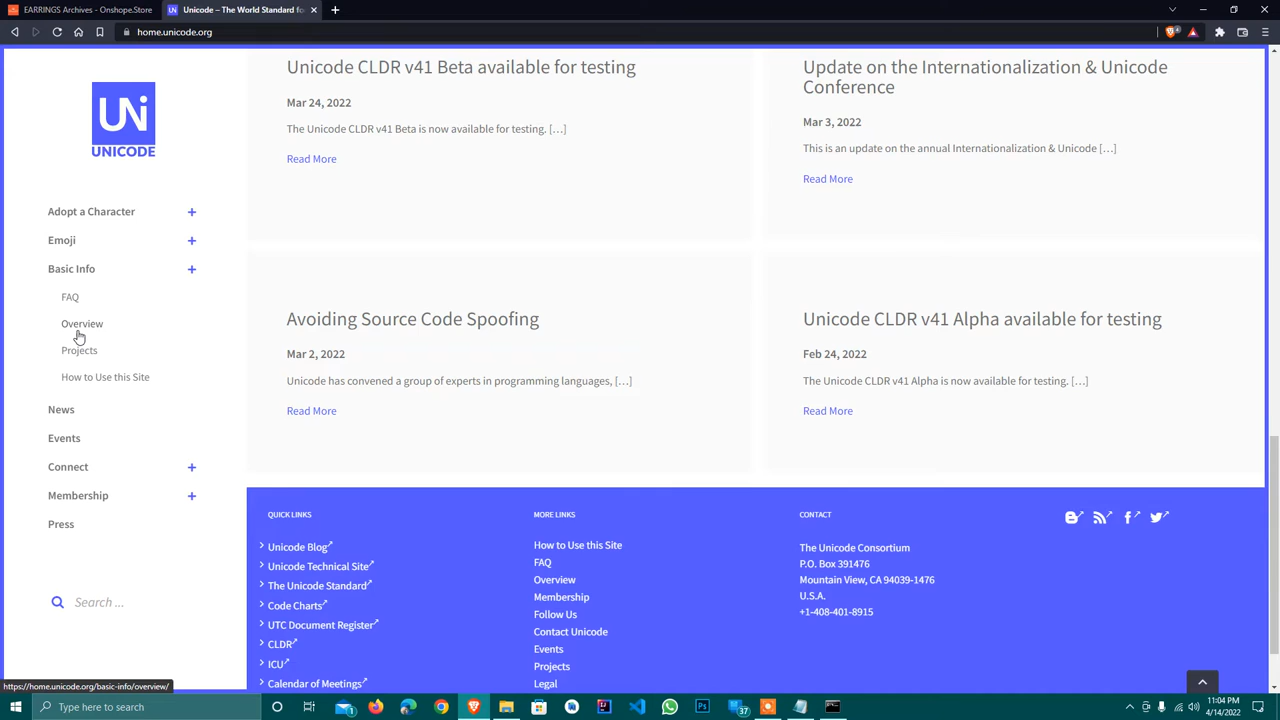 EARRINGS Archives - Onshope.Store
Unicode – The World Standard fo
home.unicode.org
UNi
UNICODE
Adopt a Character
Emoji
Basic Info
FAQ
Overview
Projects
How to Use this Site
News
Events
Connect
Membership
Press
Search ...
Unicode CLDR v41 Beta available for testing
Mar 24, 2022
The Unicode CLDR v41 Beta is now available for testing. […]
Read More
Update on the Internationalization & Unicode
Conference
Mar 3, 2022
This is an update on the annual Internationalization & Unicode […]
Read More
Avoiding Source Code Spoofing
Mar 2, 2022
Unicode has convened a group of experts in programming languages, […]
Read More
Unicode CLDR v41 Alpha available for testing
Feb 24, 2022
The Unicode CLDR v41 Alpha is now available for testing. […]
Read More
QUICK LINKS
Unicode Blog
Unicode Technical Site
The Unicode Standard
Code Charts
UTC Document Register
CLDR
ICU
Calendar of Meetings
MORE LINKS
How to Use this Site
FAQ
Overview
Membership
Follow Us
Contact Unicode
Events
Projects
Legal
CONTACT
The Unicode Consortium
P.O. Box 391476
Mountain View, CA 94039-1476
U.S.A.
+1-408-401-8915
https://home.unicode.org/basic-info/overview/
Type here to search
11:04 PM
4/14/2022